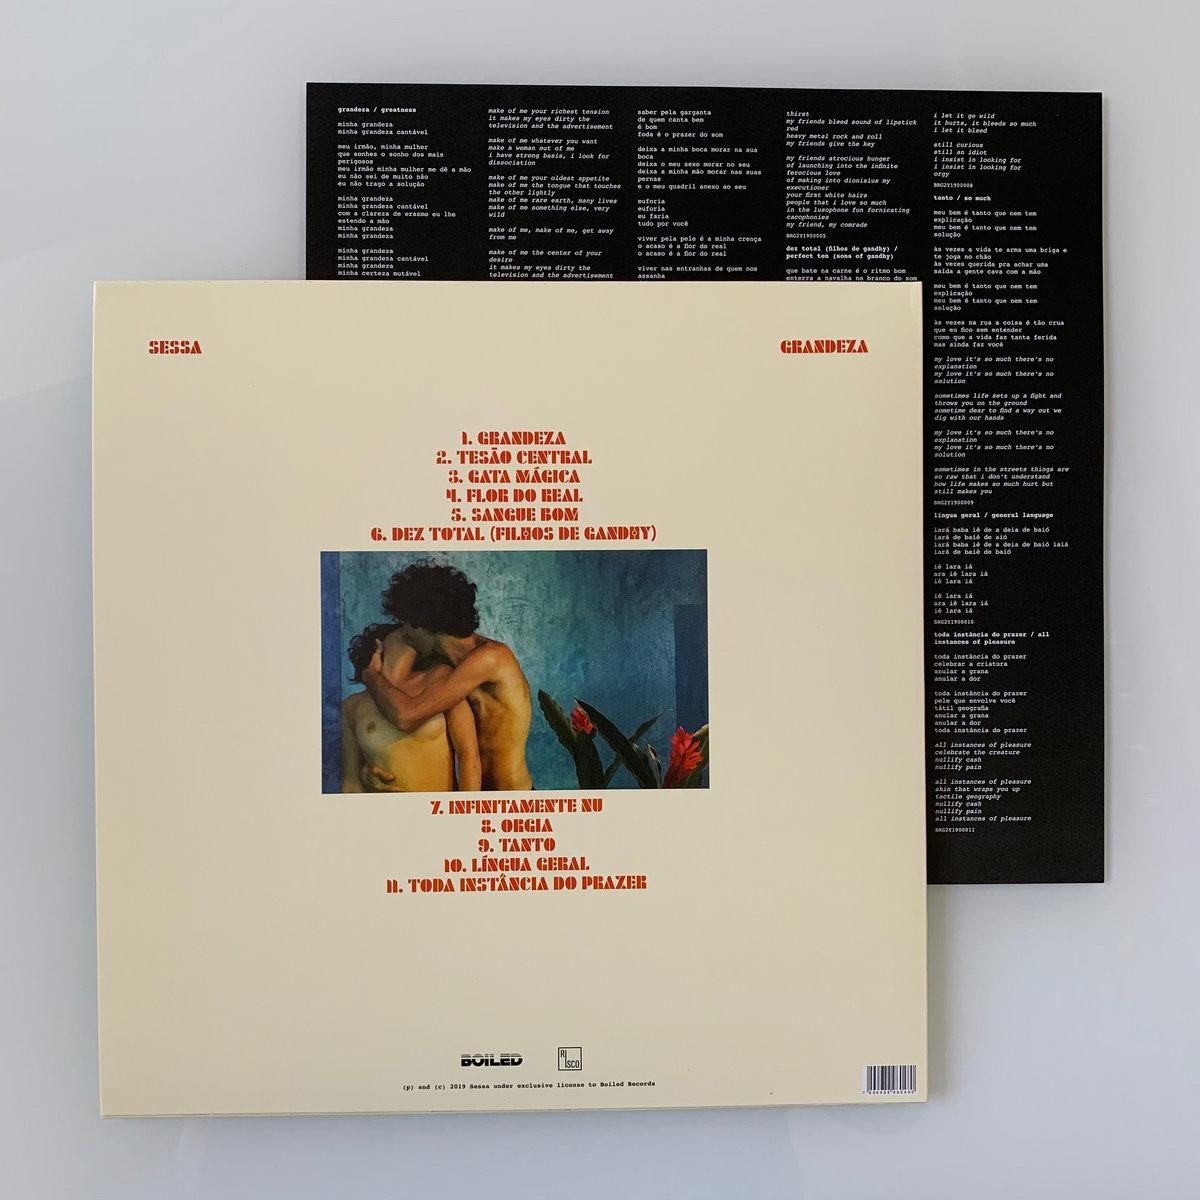 grandeza / greatness
minha grandeza
minha grandeza cantável
meu irmão, minha mulher
que sonhes o sonho dos mais
perigosos
meu irmão minha mulher me dê a mão
eu não sei de muito não
eu não trago a solução
minha grandeza
minha grandeza cantável
com a clareza de erasmo eu lhe
estendo a mão
minha grandeza
minha grandeza
minha grandeza
minha grandeza cantável
minha grandeza
minha certeza mutável
make of me your richest tension
it makes my eyes dirty the
television and the advertisement
make of me whatever you want
make a woman out of me
i have strong basis, i look for
dissociation
make of me your oldest appetite
make of me the tongue that touches
the other lightly
make of me rare earth, many lives
make of me something else, very
wild
make of me, make of me, get away
from me
make of me the center of your
desire
it makes my eyes dirty the
television and the advertisement
saber pela garganta
de quem canta bem
é bom
foda é o prazer do som
deixa a minha boca morar na sua
boca
deixa o meu sexo morar no seu
deixa a minha mão morar nas suas
pernas
e o meu quadril anexo ao seu
euforia
euforia
eu faria
tudo por você
viver pela pele é a minha crença
o acaso é a flor do real
o acaso é a flor do real
viver nas entranhas de quem nos
assanha
thirst
my friends bleed sound of lipstick
red
heavy metal rock and roll
my friends give the key
my friends atrocious hunger
of launching into the infinite
ferocious love
of making into dionisius my
executioner
your first white hairs
people that i love so much
in the lusophone fun fornicating
cacophonies
my friend, my comrade
BRG2Y1900005
dez total (filhos de gandhy) /
perfect ten (sons of gandhy)
que bate na carne é o ritmo bom
enterra a navalha no branco do som
i let it go wild
it hurts, it bleeds so much
i let it bleed
still curious
still an idiot
i insist in looking for
i insist in looking for
orgy
BRG2Y1900008
tanto / so much
meu bem é tanto que nem tem
explicação
meu bem é tanto que nem tem
solução
às vezes a vida te arma uma briga e
te joga no chão
às vezes querida pra achar uma
saída a gente cava com a mão
meu bem é tanto que nem tem
explicação
meu bem é tanto que nem tem
solução
às vezes na rua a coisa é tão crua
que eu fico sem entender
como que a vida faz tanta ferida
mas ainda faz você
my love it's so much there's no
explanation
my love it's so much there's no
solution
sometimes life sets up a fight and
throws you on the ground
sometime dear to find a way out we
dig with our hands
my love it's so much there's no
explanation
my love it's so much there's no
solution
sometimes in the streets things are
so raw that i don't understand
how life makes so much hurt but
still makes you
BRG2Y1900009
língua geral / general language
iará baba iê de a deia de baió
iará de baiê de aió
iará baba iê de a deia de baió iaiá
iará de baiê de baió
iê lara iá
ara iê lara iá
iê lara iá
iê lara iá
ara iê lara iá
iê lara iá
BRG2Y1900010
toda instância do prazer / all
instances of pleasure
toda instância do prazer
celebrar a criatura
anular a grana
anular a dor
toda instância do prazer
pele que envolve você
tátil geografia
anular a grana
anular a dor
toda instância do prazer
all instances of pleasure
celebrate the creature
nullify cash
nullify pain
all instances of pleasure
skin that wraps you up
tactile geography
nullify cash
nullify pain
all instances of pleasure
BRG2Y1900011
SESSA
GRANDEZA
1. GRANDEZA
2. TESÃO CENTRAL
3. GATA MÁGICA
4. FLOR DO REAL
5. SANGUE BOM
6. DEZ TOTAL (FILHOS DE GANDHY)
7. INFINITAMENTE NU
8. ORGIA
9. TANTO
10. LÍNGUA GERAL
11. TODA INSTÂNCIA DO PRAZER
BOILED
RISCO
(p) and (c) 2019 Sessa under exclusive license to Boiled Records